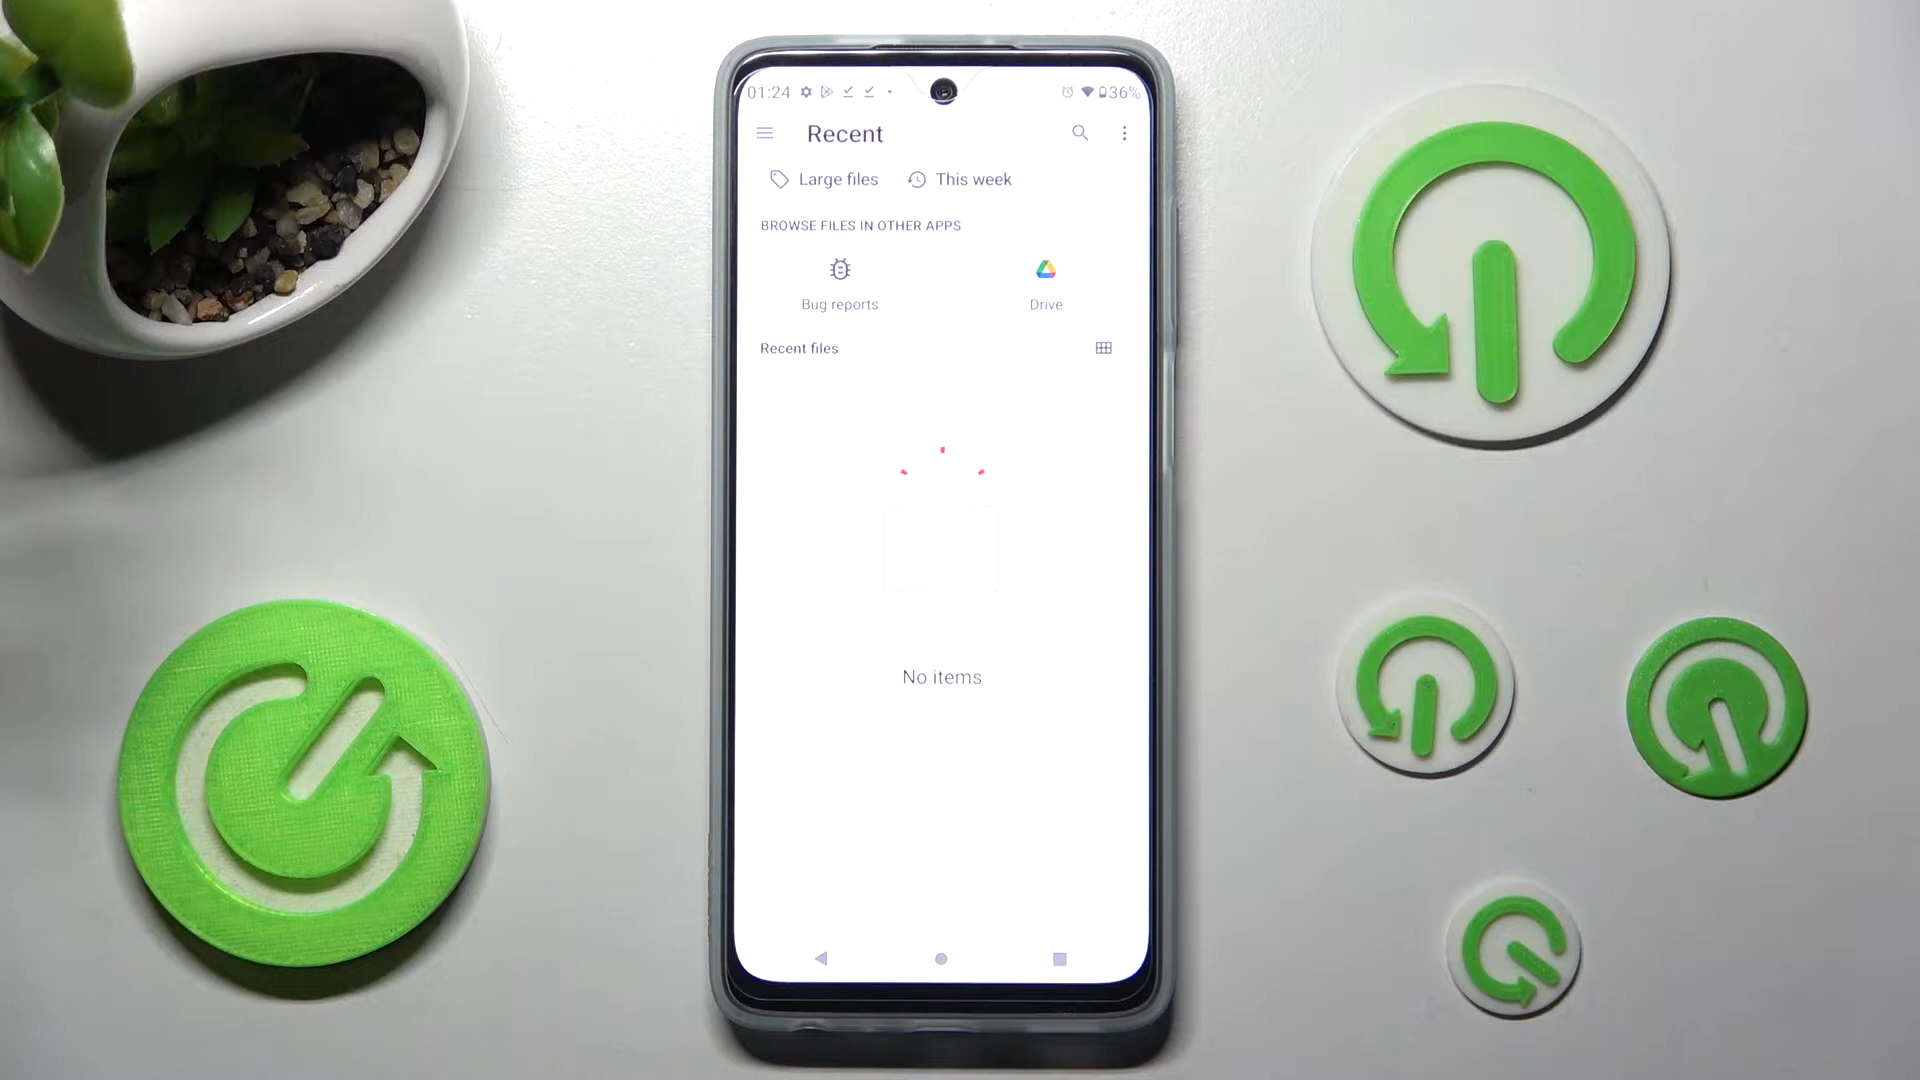 01:24
36%
Recent
Large files
This week
BROWSE FILES IN OTHER APPS
Bug reports
Drive
Recent files
No items